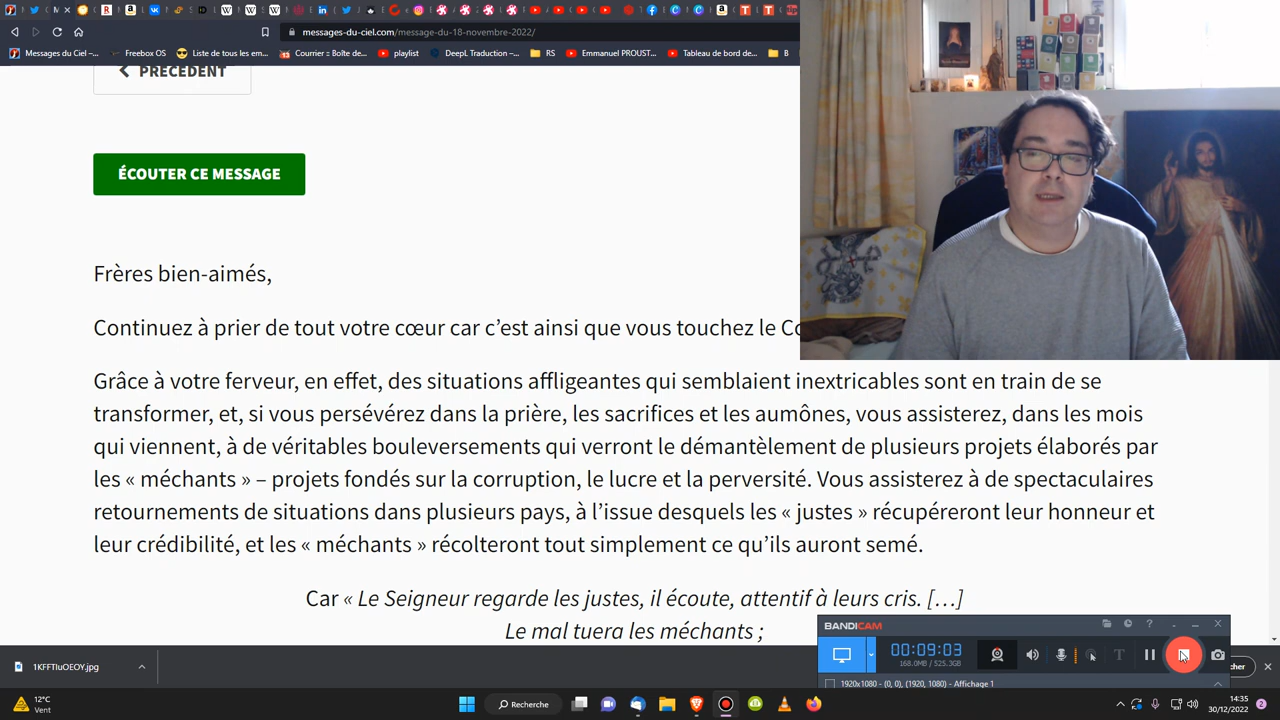 messages-du-ciel.com/message-du-18-novembre-2022/
Messages du Ciel –...
Freebox OS
Liste de tous les em...
Courrier :: Boîte de...
playlist
DeepL Traduction –...
RS
Emmanuel PROUST...
Tableau de bord de...
B
PRÉCÉDENT
ÉCOUTER CE MESSAGE
Frères bien-aimés,
Continuez à prier de tout votre cœur car c’est ainsi que vous touchez le
Grâce à votre ferveur, en effet, des situations affligeantes qui semblaient inextricables sont en train de se
transformer, et, si vous persévérez dans la prière, les sacrifices et les aumônes, vous assisterez, dans les mois
qui viennent, à de véritables bouleversements qui verront le démantèlement de plusieurs projets élaborés par
les « méchants » – projets fondés sur la corruption, le lucre et la perversité. Vous assisterez à de spectaculaires
retournements de situations dans plusieurs pays, à l’issue desquels les « justes » récupéreront leur honneur et
leur crédibilité, et les « méchants » récolteront tout simplement ce qu’ils auront semé.
Car « Le Seigneur regarde les justes, il écoute, attentif à leurs cris. […]
Le mal tuera les méchants ;
BANDICAM
00:09:03
168.0MB / 525.3GB
1920x1080 - (0, 0), (1920, 1080) - Affichage 1
1KFFTluOEOY.jpg
cher
12°C
Vent
Recherche
14:35
30/12/2022
2